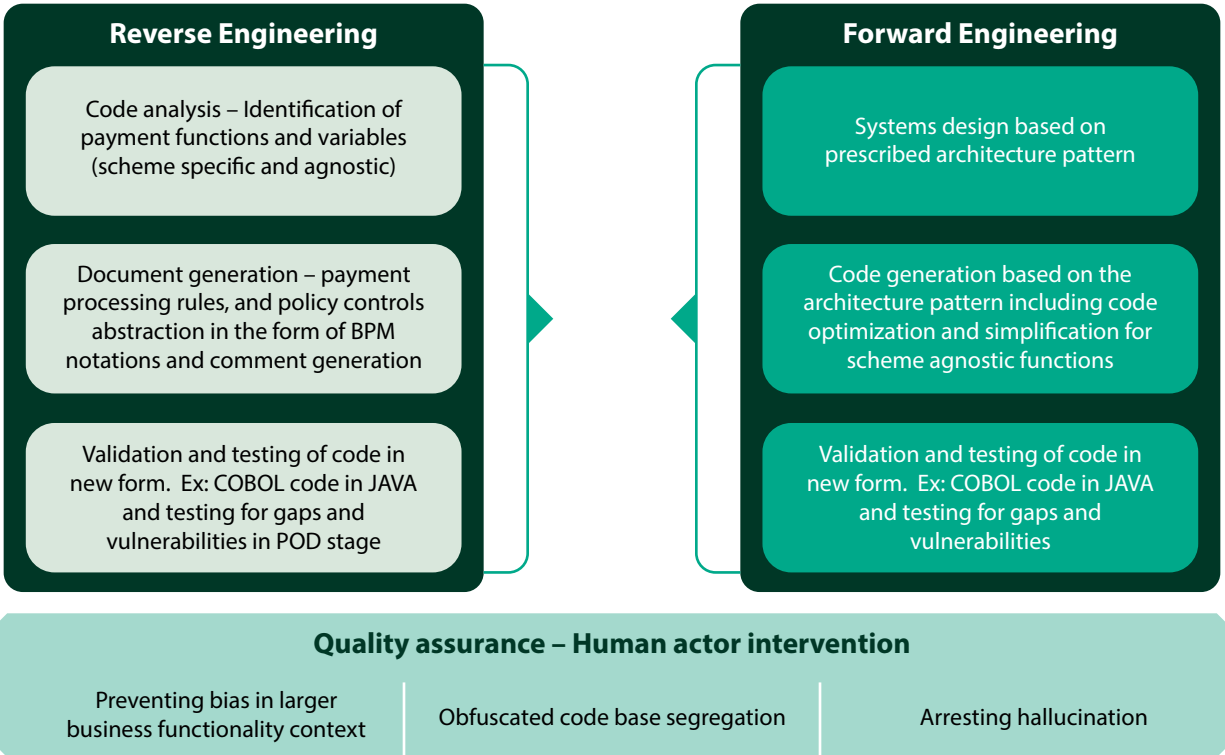 Reverse Engineering
Code analysis – Identification of
payment functions and variables
(scheme specific and agnostic)
Document generation – payment
processing rules, and policy controls
abstraction in the form of BPM
notations and comment generation
Validation and testing of code in
new form.  Ex: COBOL code in JAVA
and testing for gaps and
vulnerabilities in POD stage
Forward Engineering
Systems design based on
prescribed architecture pattern
Code generation based on the
architecture pattern including code
optimization and simplification for
scheme agnostic functions
Validation and testing of code in
new form.  Ex: COBOL code in JAVA
and testing for gaps and
vulnerabilities
Quality assurance – Human actor intervention
Preventing bias in larger
business functionality context
Obfuscated code base segregation
Arresting hallucination